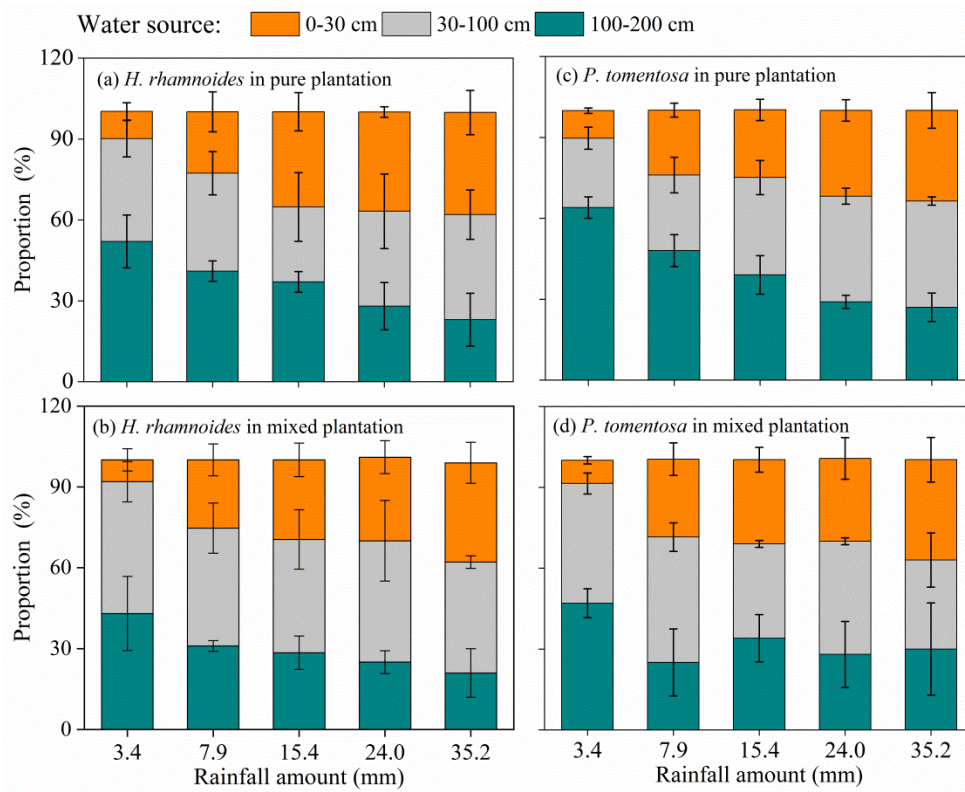 Water source: 0-30 cm 30-100 cm 100-200 cm
120
90
60
30
0
Proportion (%)
(a) H. rhamnoides in pure plantation
(c) P. tomentosa in pure plantation
120
90
60
30
0
Proportion (%)
(b) H. rhamnoides in mixed plantation
(d) P. tomentosa in mixed plantation
3.4 7.9 15.4 24.0 35.2
Rainfall amount (mm)
3.4 7.9 15.4 24.0 35.2
Rainfall amount (mm)